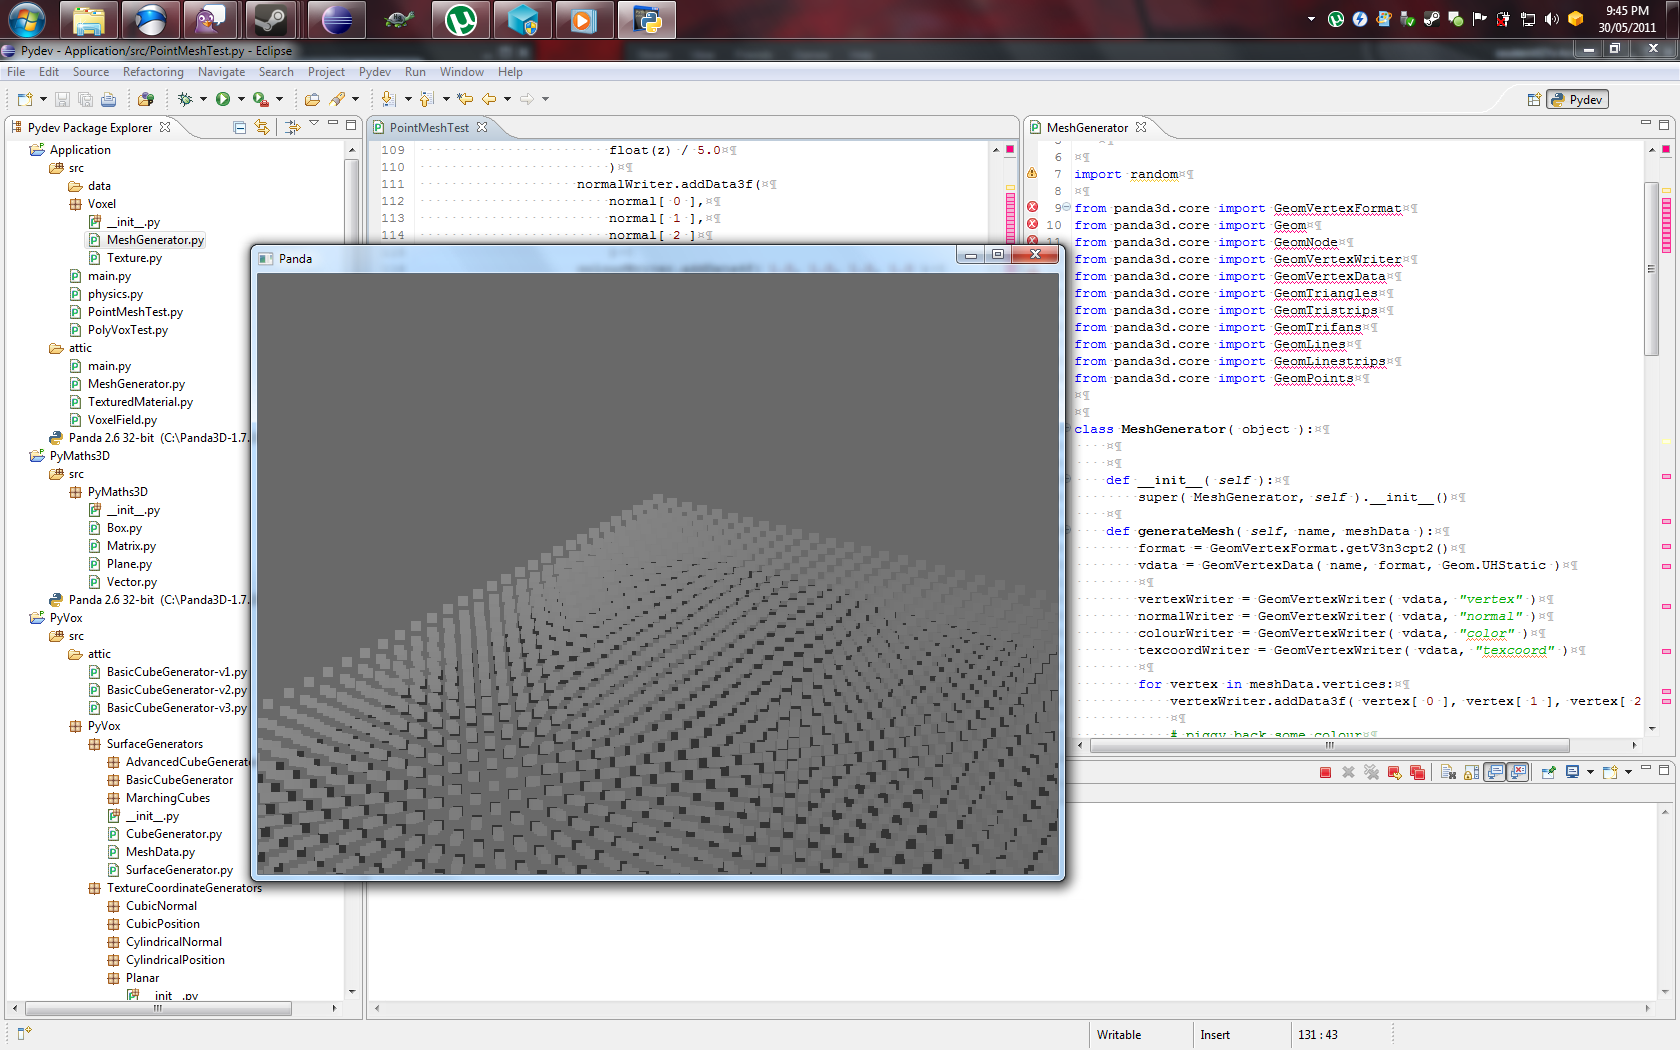 9:45 PM
30/05/2011
Pydev - Application/src/PointMeshTest.py - Eclipse
File Edit Source Refactoring Navigate Search Project Pydev Run Window Help
Pydev
Pydev Package Explorer
Application
src
data
Voxel
__init__.py
MeshGenerator.py
Texture.py
main.py
physics.py
PointMeshTest.py
PolyVoxTest.py
attic
main.py
MeshGenerator.py
TexturedMaterial.py
VoxelField.py
Panda 2.6 32-bit (C:\Panda3D-1.7.
PyMaths3D
src
PyMaths3D
__init__.py
Box.py
Matrix.py
Plane.py
Vector.py
Panda 2.6 32-bit (C:\Panda3D-1.7.
PyVox
src
attic
BasicCubeGenerator-v1.py
BasicCubeGenerator-v2.py
BasicCubeGenerator-v3.py
PyVox
SurfaceGenerators
AdvancedCubeGenerato
BasicCubeGenerator
MarchingCubes
__init__.py
CubeGenerator.py
MeshData.py
SurfaceGenerator.py
TextureCoordinateGenerators
CubicNormal
CubicPosition
CylindricalNormal
CylindricalPosition
Planar
__init__.py
PointMeshTest
109 float(z) / 5.0¤¶
110 )¤¶
111 normalWriter.addData3f(¤¶
112 normal[ 0 ],¤¶
113 normal[ 1 ],¤¶
114 normal[ 2 ]¤¶
Panda
MeshGenerator
6 ¤¶
7 import random¤¶
8 ¤¶
9 from panda3d.core import GeomVertexFormat¤¶
10 from panda3d.core import Geom¤¶
11 from panda3d.core import GeomNode¤¶
from panda3d.core import GeomVertexWriter¤¶
from panda3d.core import GeomVertexData¤¶
from panda3d.core import GeomTriangles¤¶
from panda3d.core import GeomTristrips¤¶
from panda3d.core import GeomTrifans¤¶
from panda3d.core import GeomLines¤¶
from panda3d.core import GeomLinestrips¤¶
from panda3d.core import GeomPoints¤¶
¤¶
¤¶
class MeshGenerator( object ):¤¶
¤¶
¤¶
def __init__( self ):¤¶
super( MeshGenerator, self ).__init__()¤¶
¤¶
def generateMesh( self, name, meshData ):¤¶
format = GeomVertexFormat.getV3n3cpt2()¤¶
vdata = GeomVertexData( name, format, Geom.UHStatic )¤¶
¤¶
vertexWriter = GeomVertexWriter( vdata, "vertex" )¤¶
normalWriter = GeomVertexWriter( vdata, "normal" )¤¶
colourWriter = GeomVertexWriter( vdata, "color" )¤¶
texcoordWriter = GeomVertexWriter( vdata, "texcoord" )¤¶
¤¶
for vertex in meshData.vertices:¤¶
vertexWriter.addData3f( vertex[ 0 ], vertex[ 1 ], vertex[ 2
¤¶
# piggy back some colour¤¶
Writable
Insert
131 : 43